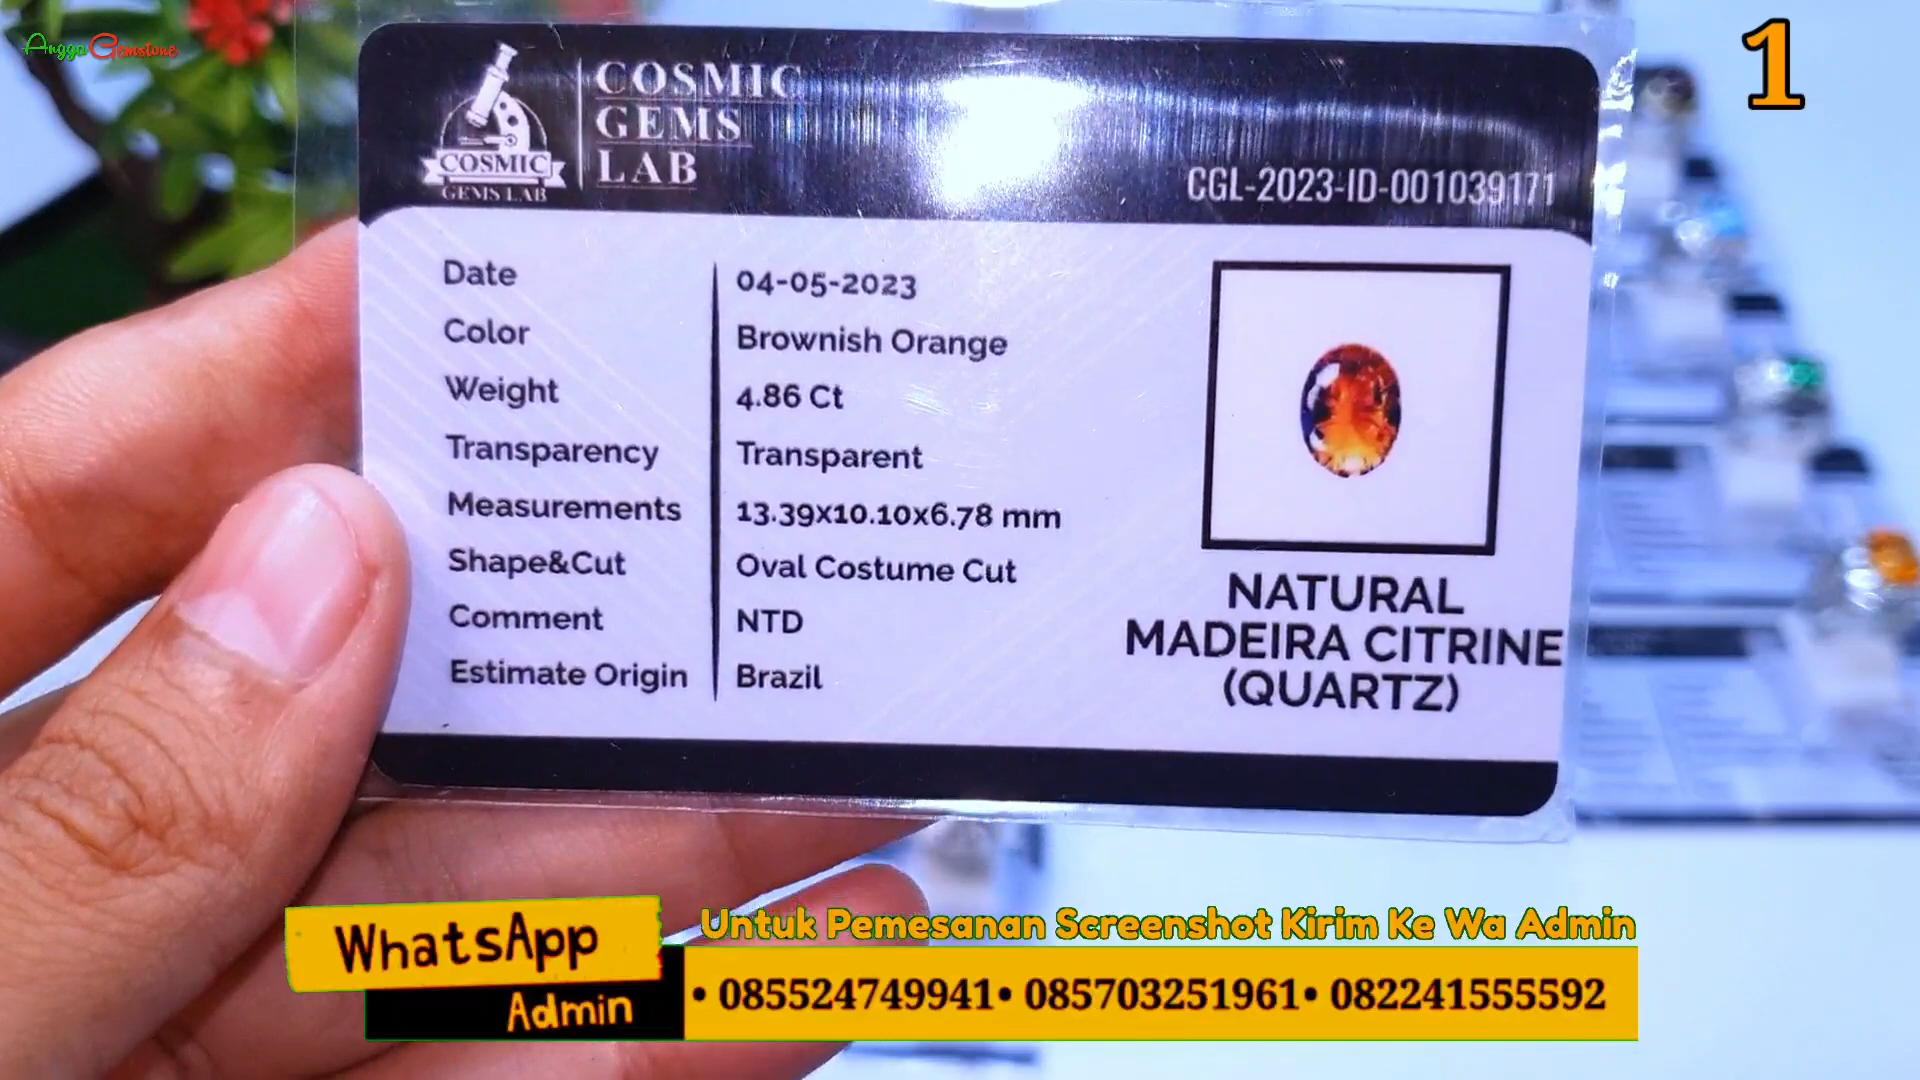 Angga Gemstone
1
COSMIC
GEMS LAB
COSMIC
GEMS
LAB
CGL-2023-ID-001039171
Date 04-05-2023
Color Brownish Orange
Weight 4.86 Ct
Transparency Transparent
Measurements 13.39x10.10x6.78 mm
Shape&Cut Oval Costume Cut
Comment NTD
Estimate Origin Brazil
NATURAL
MADEIRA CITRINE
(QUARTZ)
WhatsApp
Admin
Untuk Pemesanan Screenshot Kirim Ke Wa Admin
• 085524749941• 085703251961• 082241555592